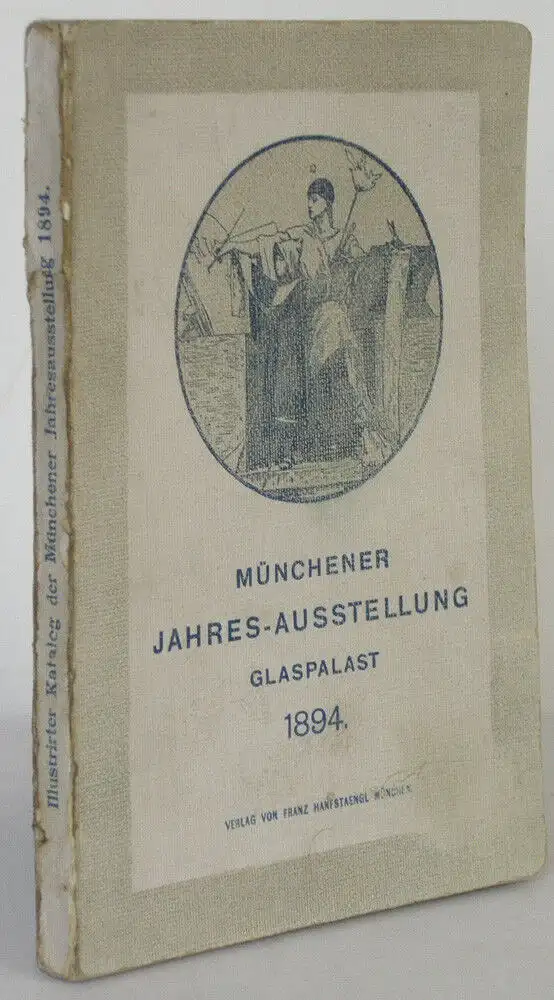 Illustrirter Katalog der Münchener Jahresausstellung 1894.
MÜNCHENER
JAHRES-AUSSTELLUNG
GLASPALAST
1894.
VERLAG VON FRANZ HANFSTAENGL MÜNCHEN